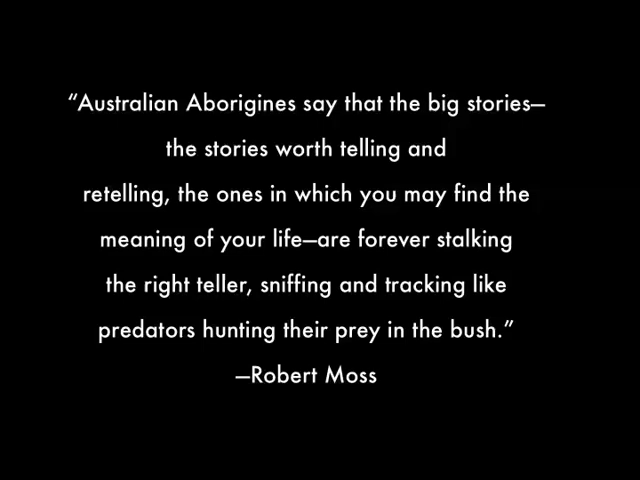 “Australian Aborigines say that the big stories—
the stories worth telling and
retelling, the ones in which you may find the
meaning of your life—are forever stalking
the right teller, sniffing and tracking like
predators hunting their prey in the bush.”
—Robert Moss